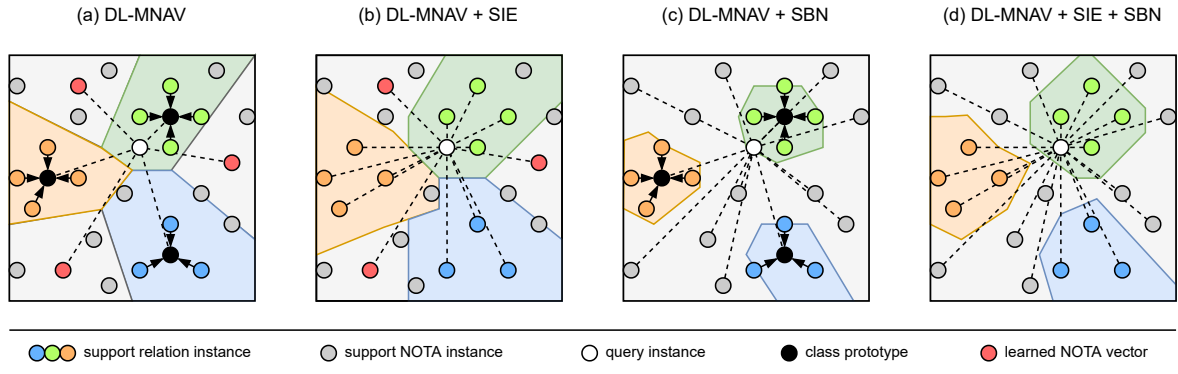 (a) DL-MNAV
(b) DL-MNAV + SIE
(c) DL-MNAV + SBN
(d) DL-MNAV + SIE + SBN
support relation instance
support NOTA instance
query instance
class prototype
learned NOTA vector